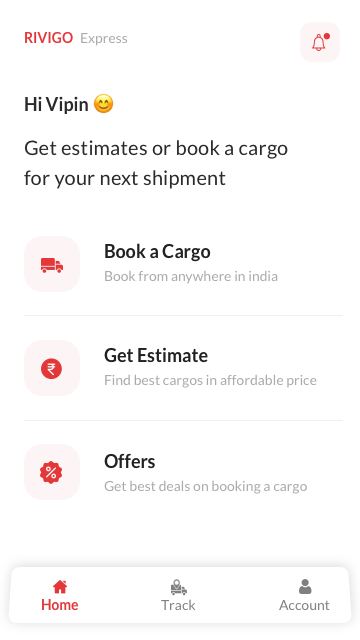 RIVIGO Express
Hi Vipin 😊
Get estimates or book a cargo
for your next shipment
Book a Cargo
Book from anywhere in india
Get Estimate
Find best cargos in affordable price
Offers
Get best deals on booking a cargo
Home Track Account